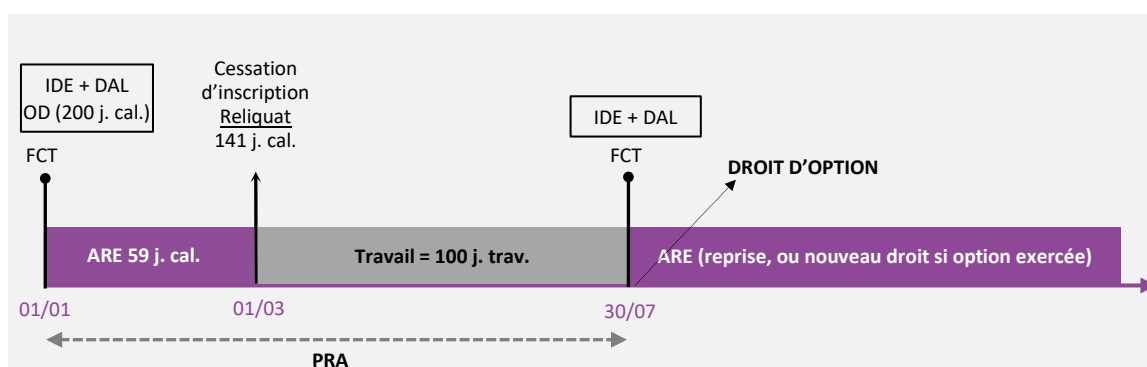 IDE + DAL
OD (200 j. cal.)
FCT
Cessation
d’inscription
Reliquat
141 j. cal.
IDE + DAL
FCT
DROIT D’OPTION
ARE 59 j. cal.
Travail = 100 j. trav.
ARE (reprise, ou nouveau droit si option exercée)
01/01
01/03
30/07
PRA